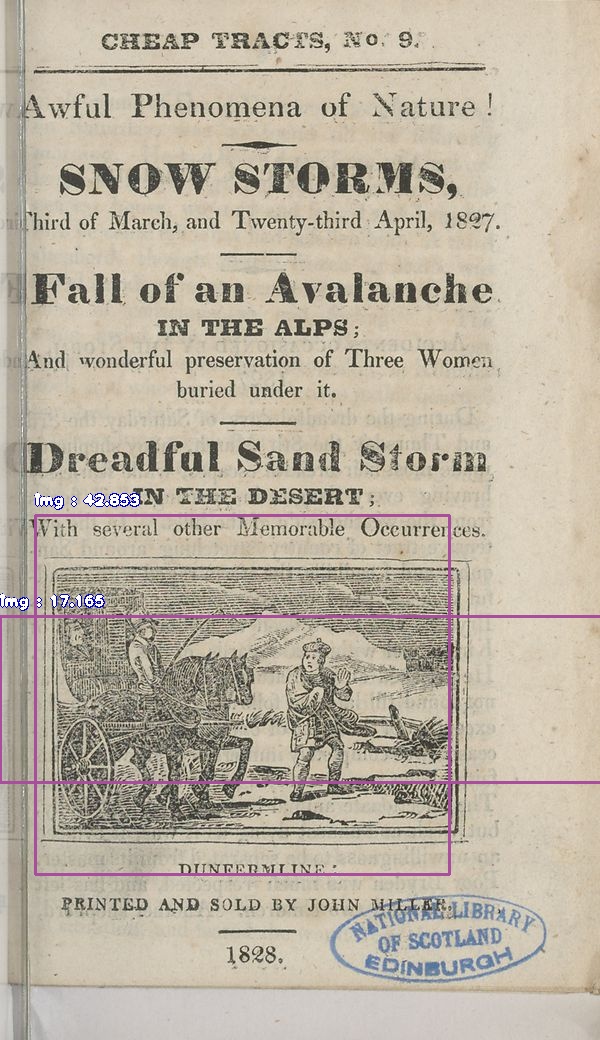 CHEAP TRACTS, No. 9.
Awful Phenomena of Nature!
SNOW STORMS,
Third of March, and Twenty-third April, 1827.
Fall of an Avalanche
IN THE ALPS;
And wonderful preservation of Three Women
buried under it.
Dreadful Sand Storm
IN THE DESERT;
Img : 42.853
With several other Memorable Occurrences.
Img : 17.165
DUNFERMLINE:
PRINTED AND SOLD BY JOHN MILLER.
1828.
NATIONAL LIBRARY
OF SCOTLAND
EDINBURGH